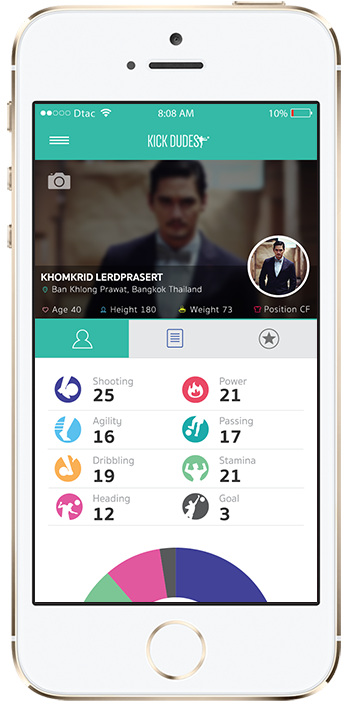 Dtac 8:08 AM 10%
KICK DUDES
KHOMKRID LERDPRASERT
Ban Khlong Prawat, Bangkok Thailand
Age 40 Height 180 Weight 73 Position CF
Shooting Power
25 21
Agility Passing
16 17
Dribbling Stamina
19 21
Heading Goal
12 3